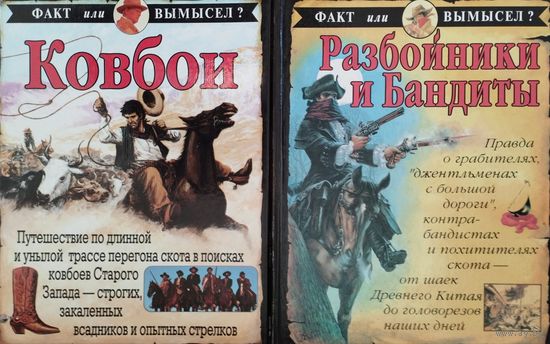 ФАКТ или ВЫМЫСЕЛ?
Ковбои
Путешествие по длинной
и унылой трассе перегона скота в поисках
ковбоев Старого
Запада — строгих,
закаленных
всадников и опытных стрелков
ФАКТ или ВЫМЫСЕЛ?
Разбойники
и Бандиты
Правда
о грабителях,
"джентльменах
с большой
дороги",
контра-
бандистах
и похитителях
скота —
от шаек
Древнего Китая
до головорезов
наших дней